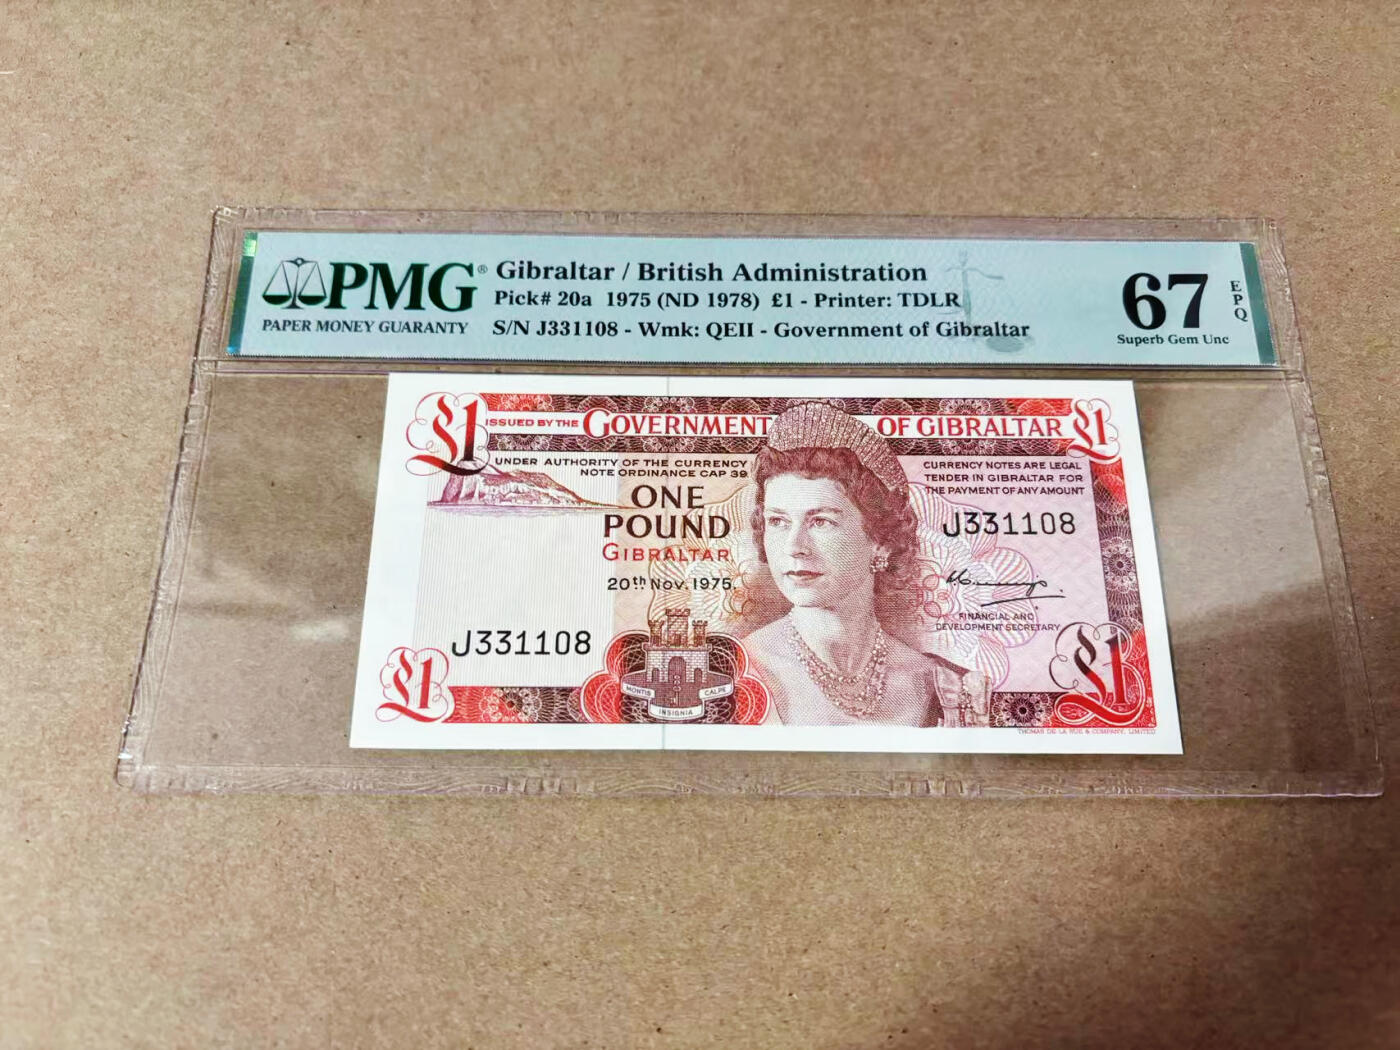 PMG®
PAPER MONEY GUARANTY
Gibraltar / British Administration
Pick# 20a 1975 (ND 1978) £1 - Printer: TDLR
S/N J331108 - Wmk: QEII - Government of Gibraltar
67
EPQ
Superb Gem Unc
£1
ISSUED BY THE GOVERNMENT OF GIBRALTAR
£1
UNDER AUTHORITY OF THE CURRENCY
NOTE ORDINANCE CAP 39
ONE
POUND
GIBRALTAR
20th Nov. 1975.
CURRENCY NOTES ARE LEGAL
TENDER IN GIBRALTAR FOR
THE PAYMENT OF ANY AMOUNT
J331108
FINANCIAL AND
DEVELOPMENT SECRETARY
J331108
£1
MONTIS
INSIGNIA
CALPE
£1
THOMAS DE LA RUE & COMPANY, LIMITED